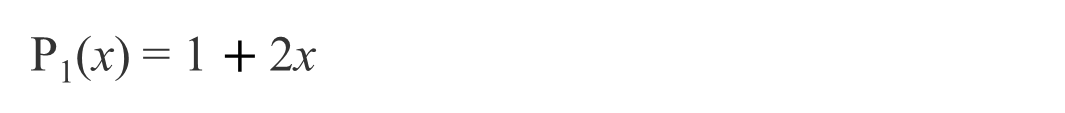 P₁(x) = 1 + 2x